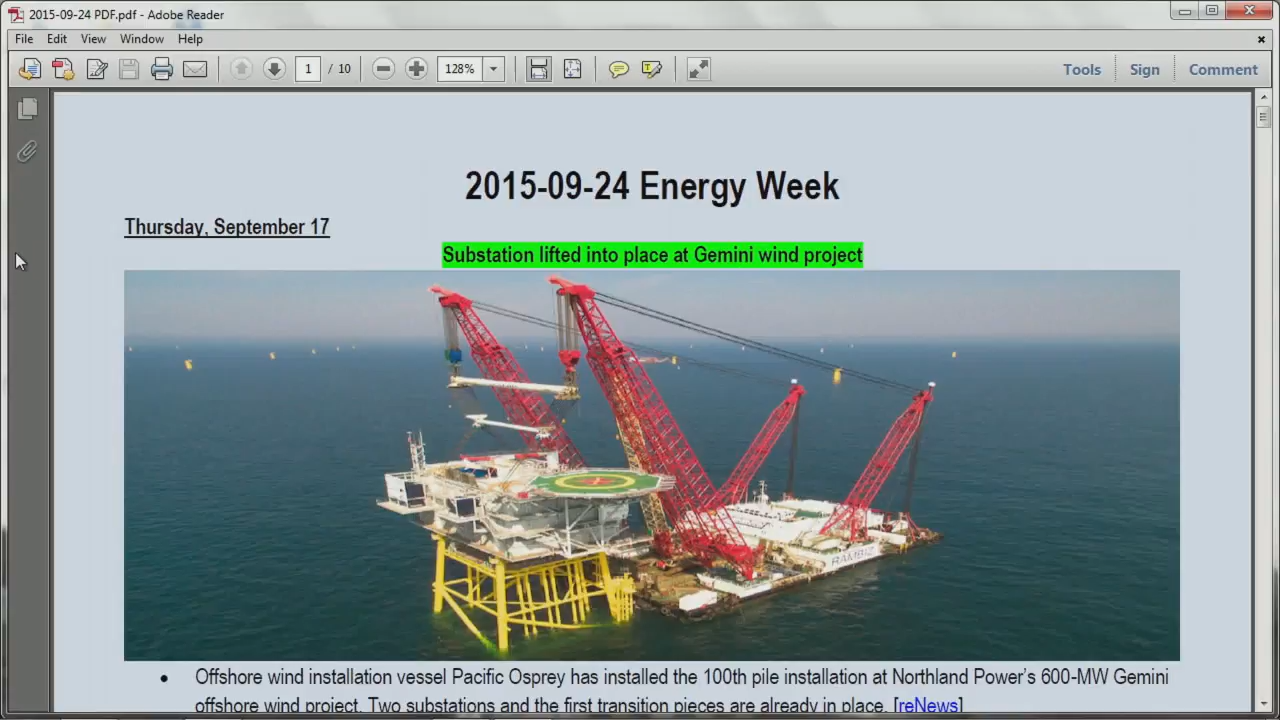 2015-09-24 PDF.pdf - Adobe Reader
File Edit View Window Help
1 / 10 128% Tools Sign Comment
2015-09-24 Energy Week
Thursday, September 17
Substation lifted into place at Gemini wind project
RAMBIZ
• Offshore wind installation vessel Pacific Osprey has installed the 100th pile installation at Northland Power's 600-MW Gemini
offshore wind project. Two substations and the first transition pieces are already in place. [reNews]